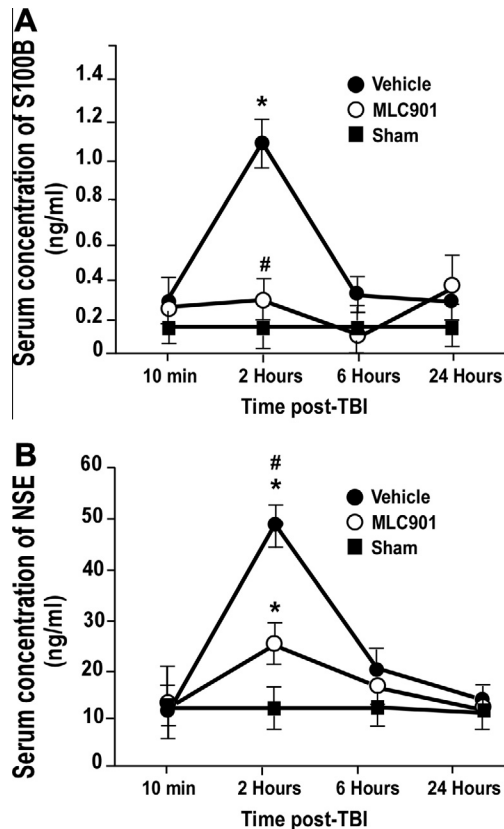 A
Serum concentration of S100B
(ng/ml)
1.4
1.2
1.0
0.8
0.6
0.4
0.2
0
*
#
Vehicle
MLC901
Sham
10 min 2 Hours 6 Hours 24 Hours
Time post-TBI
B
Serum concentration of NSE
(ng/ml)
60
50
40
30
20
10
0
#
*
*
Vehicle
MLC901
Sham
10 min 2 Hours 6 Hours 24 Hours
Time post-TBI